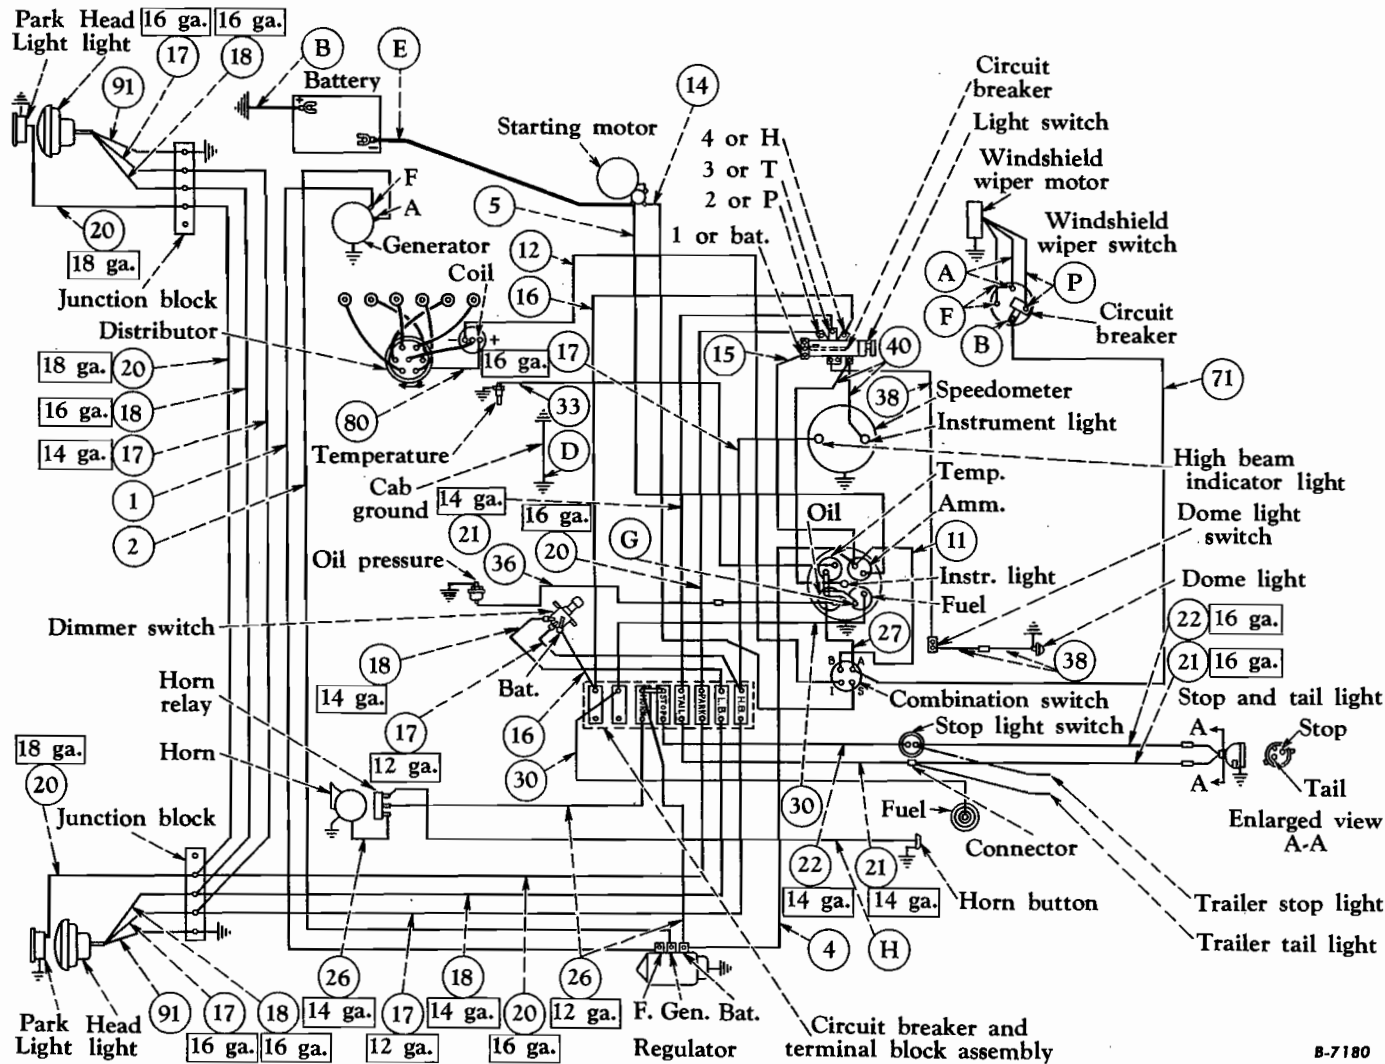 Park Head 16 ga. 16 ga.
Light light 17 18
B E
91 Battery
+ -
14
Circuit
breaker
Starting motor
4 or H
Light switch
3 or T
Windshield
wiper motor
2 or P
F
A
5
20
1 or bat.
Windshield
wiper switch
Generator
12
18 ga.
Coil
A P
Junction block
16
F
Circuit
breaker
Distributor
- +
B
18 ga. 20
16 ga. 17
15
40
71
16 ga. 18
80
33
38
Speedometer
Instrument light
14 ga. 17
Temperature
D
High beam
indicator light
1
Cab
ground
14 ga.
Temp.
2
21
16 ga.
Oil
Amm.
Dome light
switch
Oil pressure
36
20
G
11
Instr. light
Dome light
Fuel
22 16 ga.
Dimmer switch
27
18
14 ga.
B A
I S
38
21 16 ga.
Horn
relay
Bat.
Combination switch
Stop and tail light
HORN STOP TAIL PARK L.B. H.B.
Stop light switch
A
Stop
17
12 ga.
16
30
A
Tail
18 ga.
20
Horn
30
Fuel
Enlarged view
A-A
Junction block
Connector
22
14 ga.
21
14 ga.
Horn button
Trailer stop light
Trailer tail light
4
H
91
17
16 ga.
18
16 ga.
26
14 ga.
17
12 ga.
18
14 ga.
20
16 ga.
26
12 ga.
Park Head
Light light
F. Gen. Bat.
Regulator
Circuit breaker and
terminal block assembly
B-7180